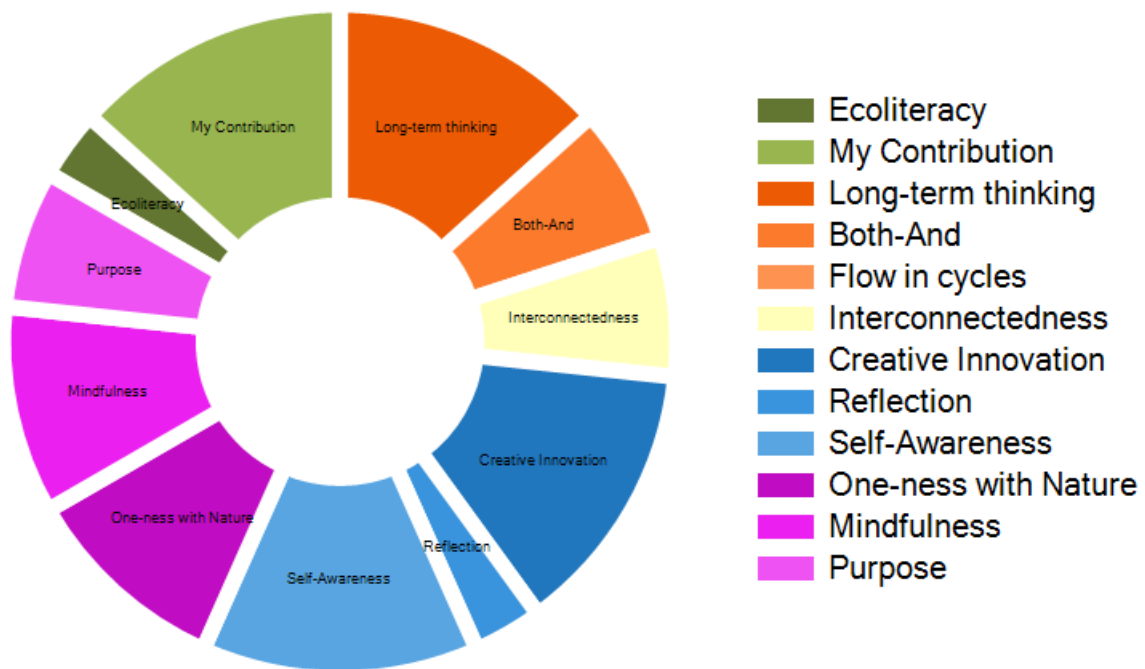 My Contribution
Long-term thinking
Ecoliteracy
Both-And
Purpose
Interconnectedness
Mindfulness
Creative Innovation
One-ness with Nature
Reflection
Self-Awareness
Ecoliteracy
My Contribution
Long-term thinking
Both-And
Flow in cycles
Interconnectedness
Creative Innovation
Reflection
Self-Awareness
One-ness with Nature
Mindfulness
Purpose